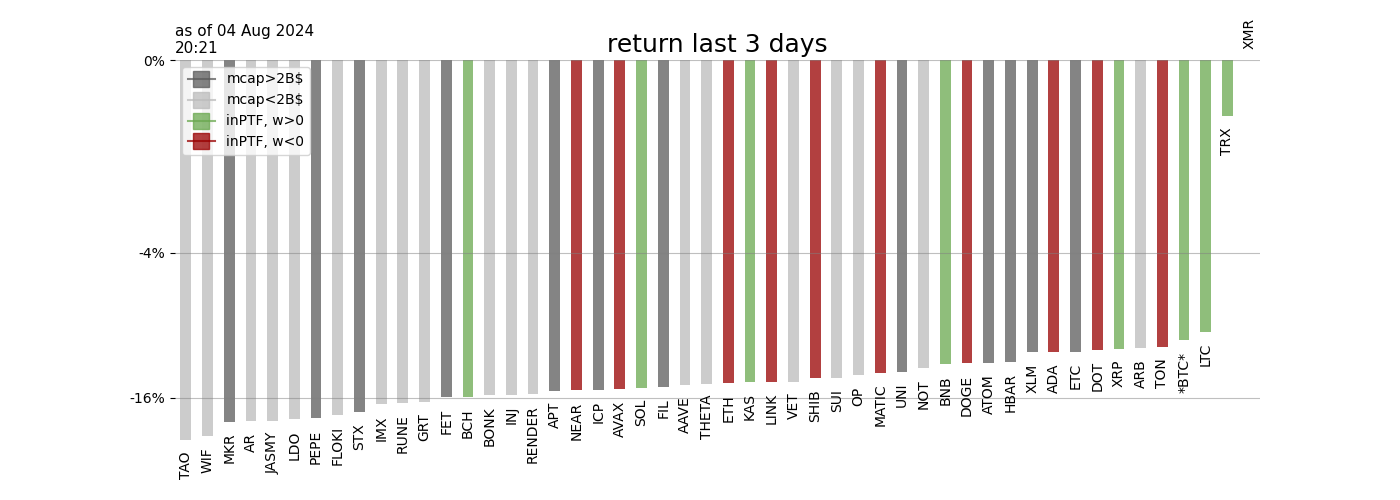 as of 04 Aug 2024
20:21
return last 3 days
XMR
0%
mcap>2B$
mcap<2B$
inPTF, w>0
inPTF, w<0
-4%
-16%
TAO
WIF
MKR
AR
JASMY
LDO
PEPE
FLOKI
STX
IMX
RUNE
GRT
FET
BCH
BONK
INJ
RENDER
APT
NEAR
ICP
AVAX
SOL
FIL
AAVE
THETA
ETH
KAS
LINK
VET
SHIB
SUI
OP
MATIC
UNI
NOT
BNB
DOGE
ATOM
HBAR
XLM
ADA
ETC
DOT
XRP
ARB
TON
*BTC*
LTC
TRX